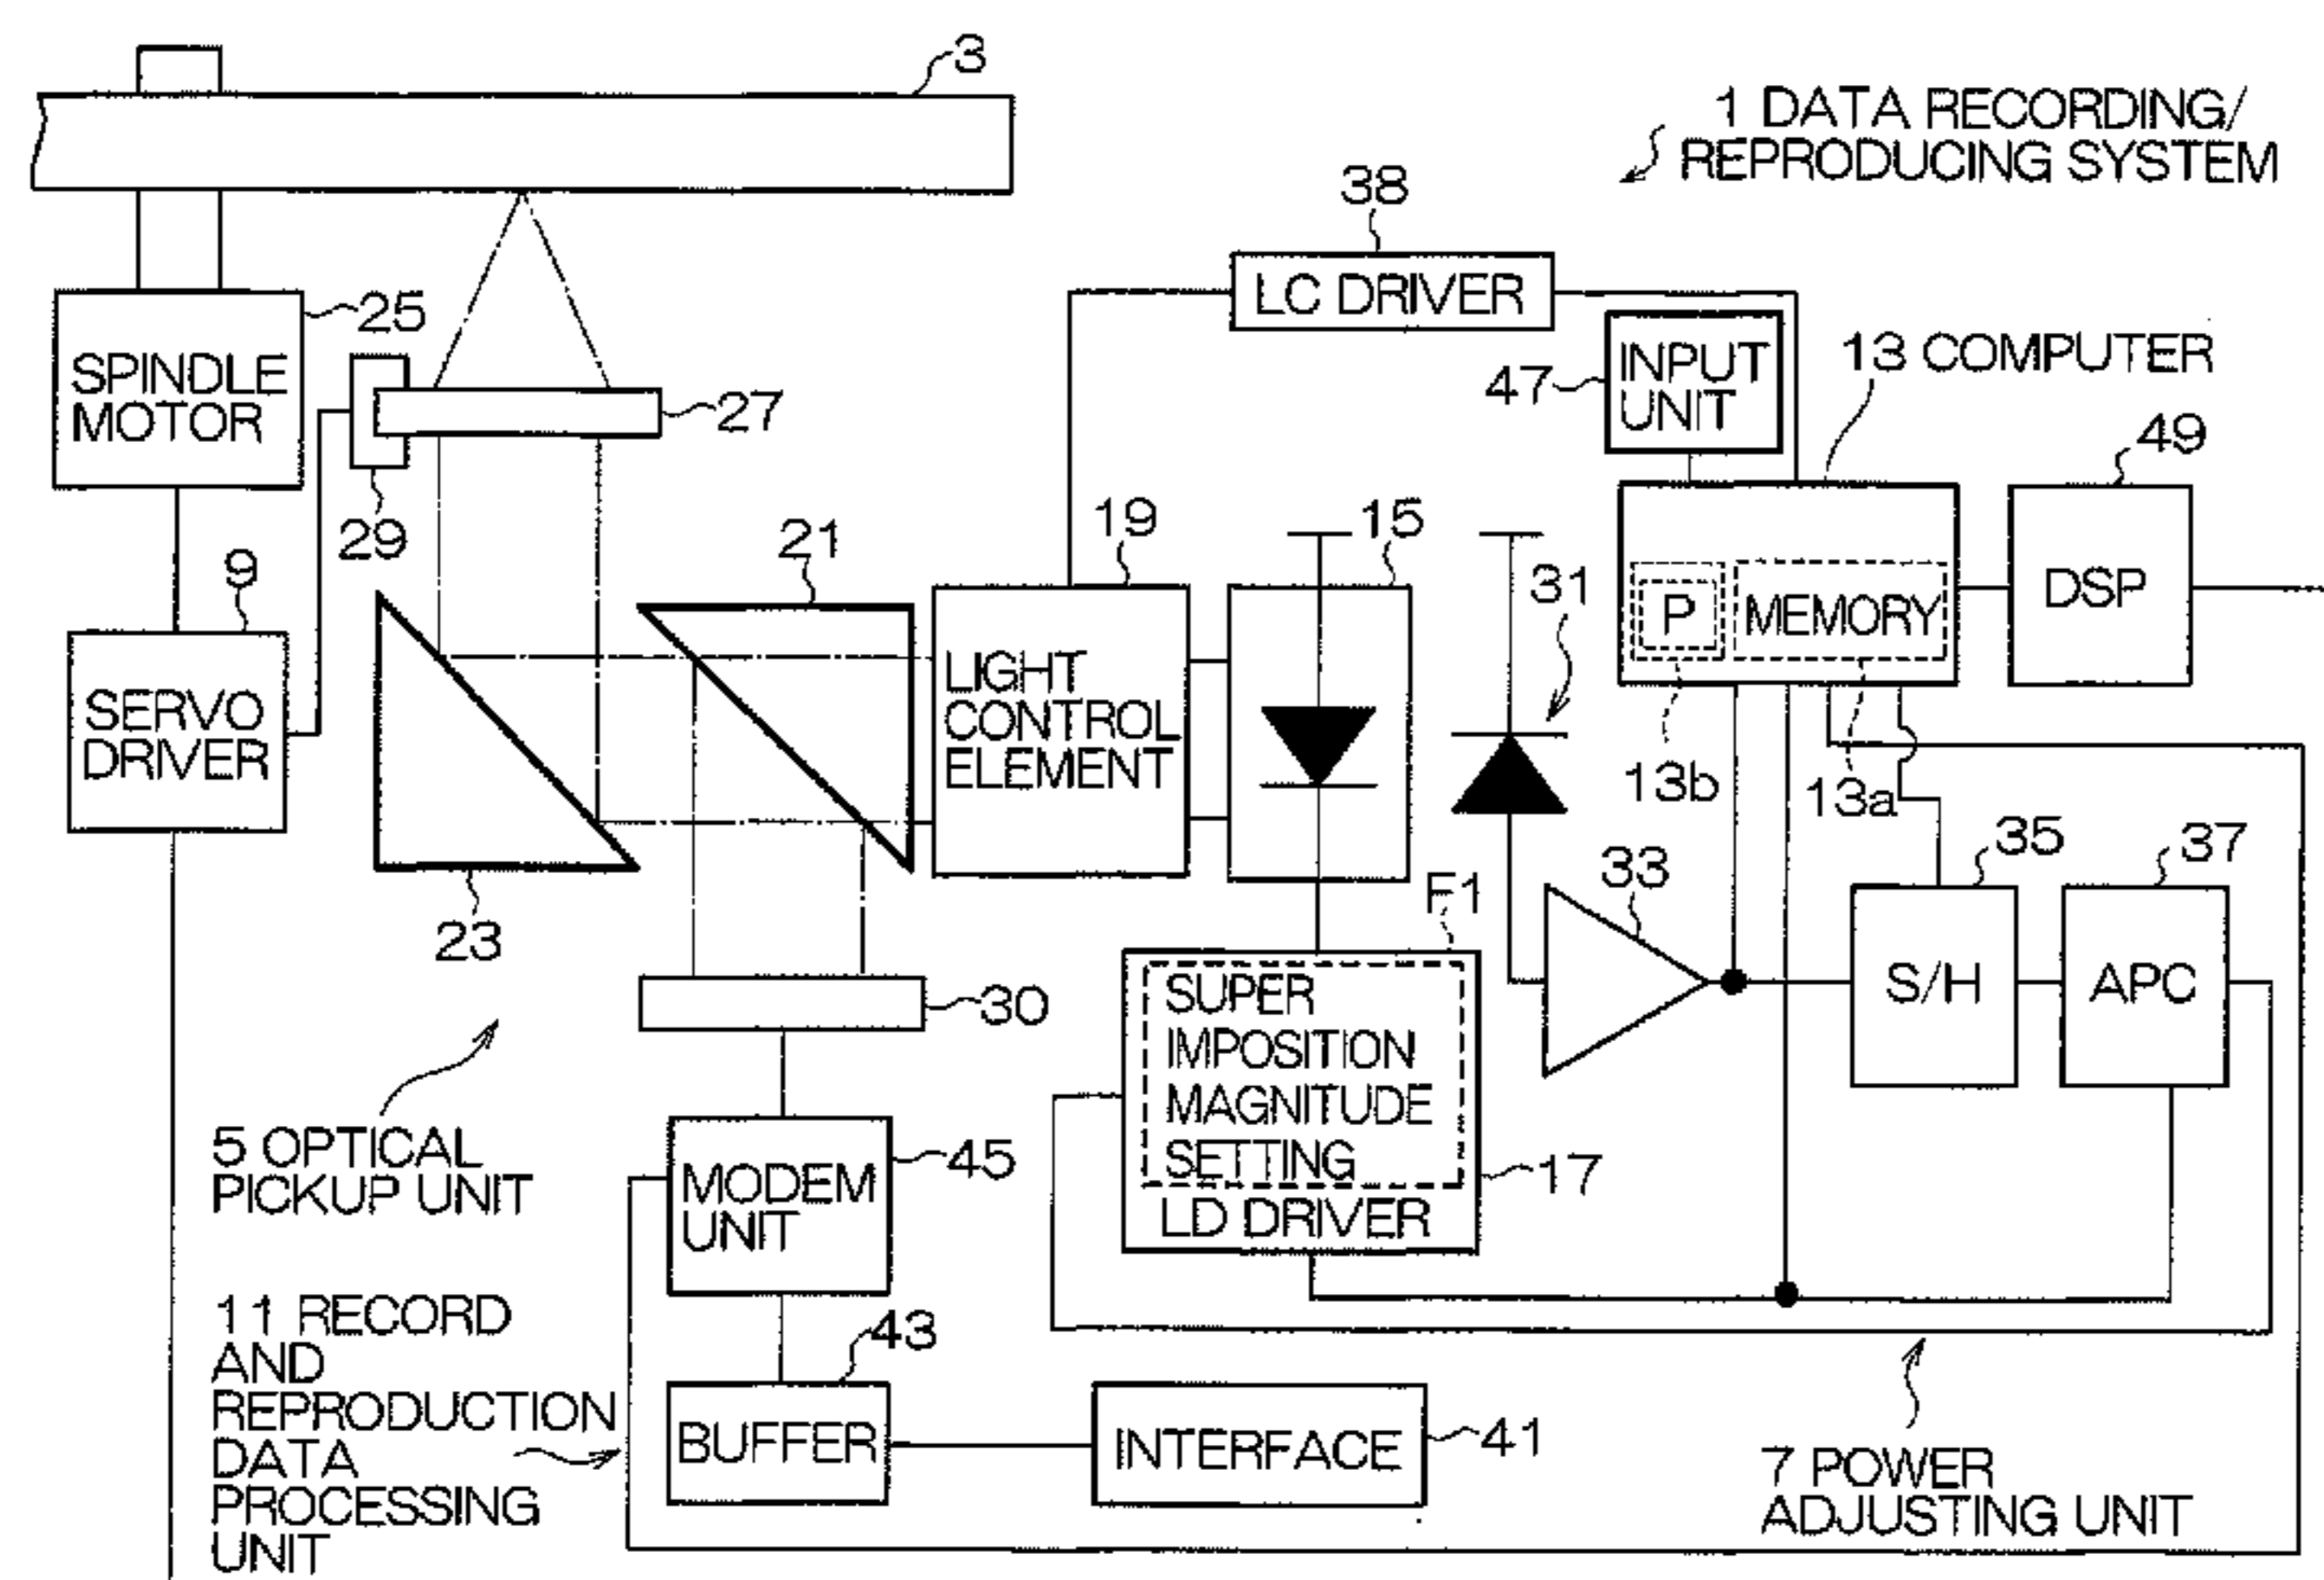 3
1 DATA RECORDING/
REPRODUCING SYSTEM
38
LC DRIVER
25
SPINDLE
MOTOR
27
29
47
INPUT
UNIT
13 COMPUTER
49
DSP
P
MEMORY
13b
13a
9
SERVO
DRIVER
21
19
15
31
LIGHT
CONTROL
ELEMENT
23
33
35
37
S/H
APC
F1
SUPER
IMPOSITION
MAGNITUDE
SETTING
LD DRIVER
17
30
5 OPTICAL
PICKUP UNIT
MODEM
UNIT
45
11 RECORD
AND
REPRODUCTION
DATA
PROCESSING
UNIT
43
BUFFER
INTERFACE
41
7 POWER
ADJUSTING UNIT